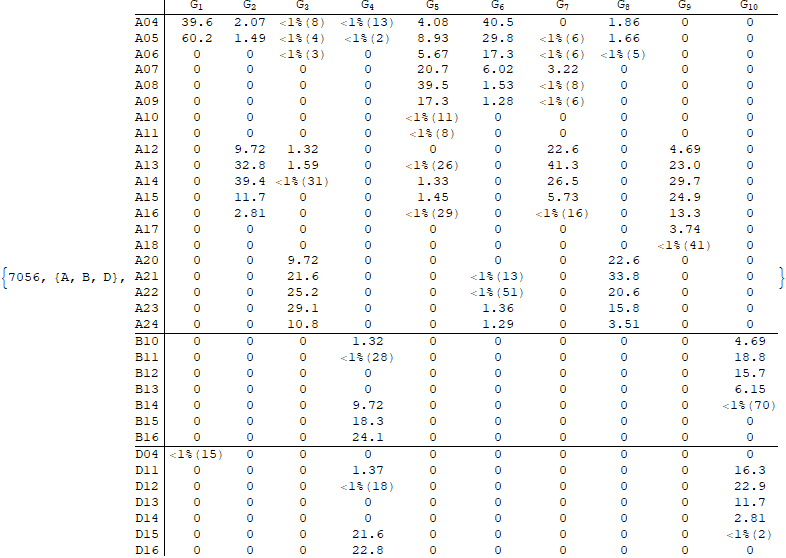 G1 G2 G3 G4 G5 G6 G7 G8 G9 G10
A04 39.6 2.07 <1%(8) <1%(13) 4.08 40.5 0 1.86 0 0
A05 60.2 1.49 <1%(4) <1%(2) 8.93 29.8 <1%(6) 1.66 0 0
A06 0 0 <1%(3) 0 5.67 17.3 <1%(6) <1%(5) 0 0
A07 0 0 0 0 20.7 6.02 3.22 0 0 0
A08 0 0 0 0 39.5 1.53 <1%(8) 0 0 0
A09 0 0 0 0 17.3 1.28 <1%(6) 0 0 0
A10 0 0 0 0 <1%(11) 0 0 0 0 0
A11 0 0 0 0 <1%(8) 0 0 0 0 0
A12 0 9.72 1.32 0 0 0 22.6 0 4.69 0
A13 0 32.8 1.59 0 <1%(26) 0 41.3 0 23.0 0
A14 0 39.4 <1%(31) 0 1.33 0 26.5 0 29.7 0
A15 0 11.7 0 0 1.45 0 5.73 0 24.9 0
A16 0 2.81 0 0 <1%(29) 0 <1%(16) 0 13.3 0
A17 0 0 0 0 0 0 0 0 3.74 0
A18 0 0 0 0 0 0 0 0 <1%(41) 0
A20 0 0 9.72 0 0 0 0 22.6 0 0
{7056, {A, B, D}, A21 0 0 21.6 0 0 <1%(13) 0 33.8 0 0 }
A22 0 0 25.2 0 0 <1%(51) 0 20.6 0 0
A23 0 0 29.1 0 0 1.36 0 15.8 0 0
A24 0 0 10.8 0 0 1.29 0 3.51 0 0
B10 0 0 0 1.32 0 0 0 0 0 4.69
B11 0 0 0 <1%(28) 0 0 0 0 0 18.8
B12 0 0 0 0 0 0 0 0 0 15.7
B13 0 0 0 0 0 0 0 0 0 6.15
B14 0 0 0 9.72 0 0 0 0 0 <1%(70)
B15 0 0 0 18.3 0 0 0 0 0 0
B16 0 0 0 24.1 0 0 0 0 0 0
D04 <1%(15) 0 0 0 0 0 0 0 0 0
D11 0 0 0 1.37 0 0 0 0 0 16.3
D12 0 0 0 <1%(18) 0 0 0 0 0 22.9
D13 0 0 0 0 0 0 0 0 0 11.7
D14 0 0 0 0 0 0 0 0 0 2.81
D15 0 0 0 21.6 0 0 0 0 0 <1%(2)
D16 0 0 0 22.8 0 0 0 0 0 0